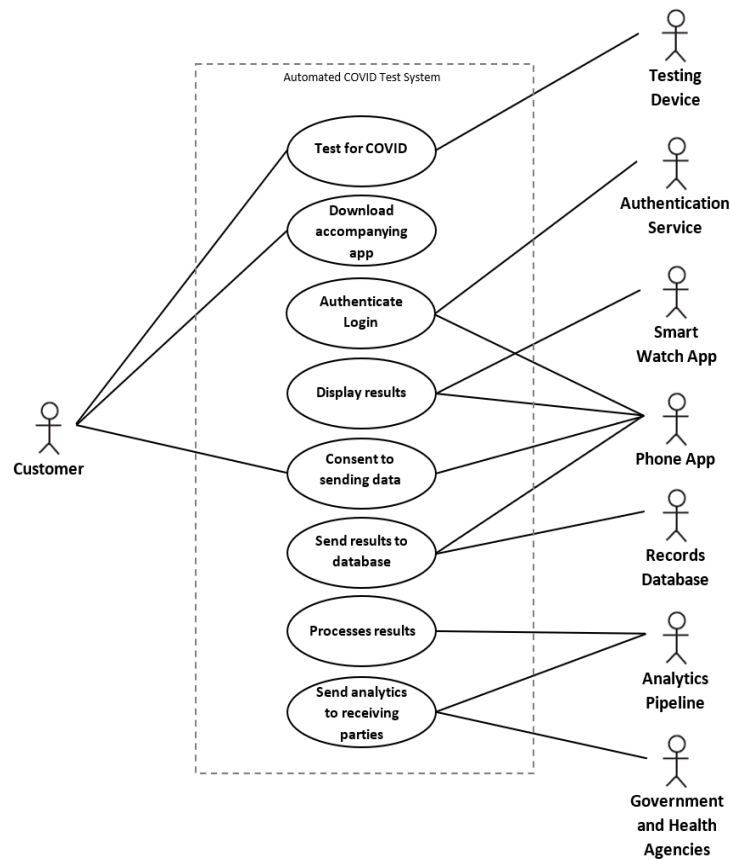 Automated COVID Test System
Testing
Device
Test for COVID
Download
accompanying
app
Authentication
Service
Authenticate
Login
Smart
Watch App
Display results
Customer
Consent to
sending data
Phone App
Send results to
database
Records
Database
Processes results
Analytics
Pipeline
Send analytics
to receiving
parties
Government
and Health
Agencies